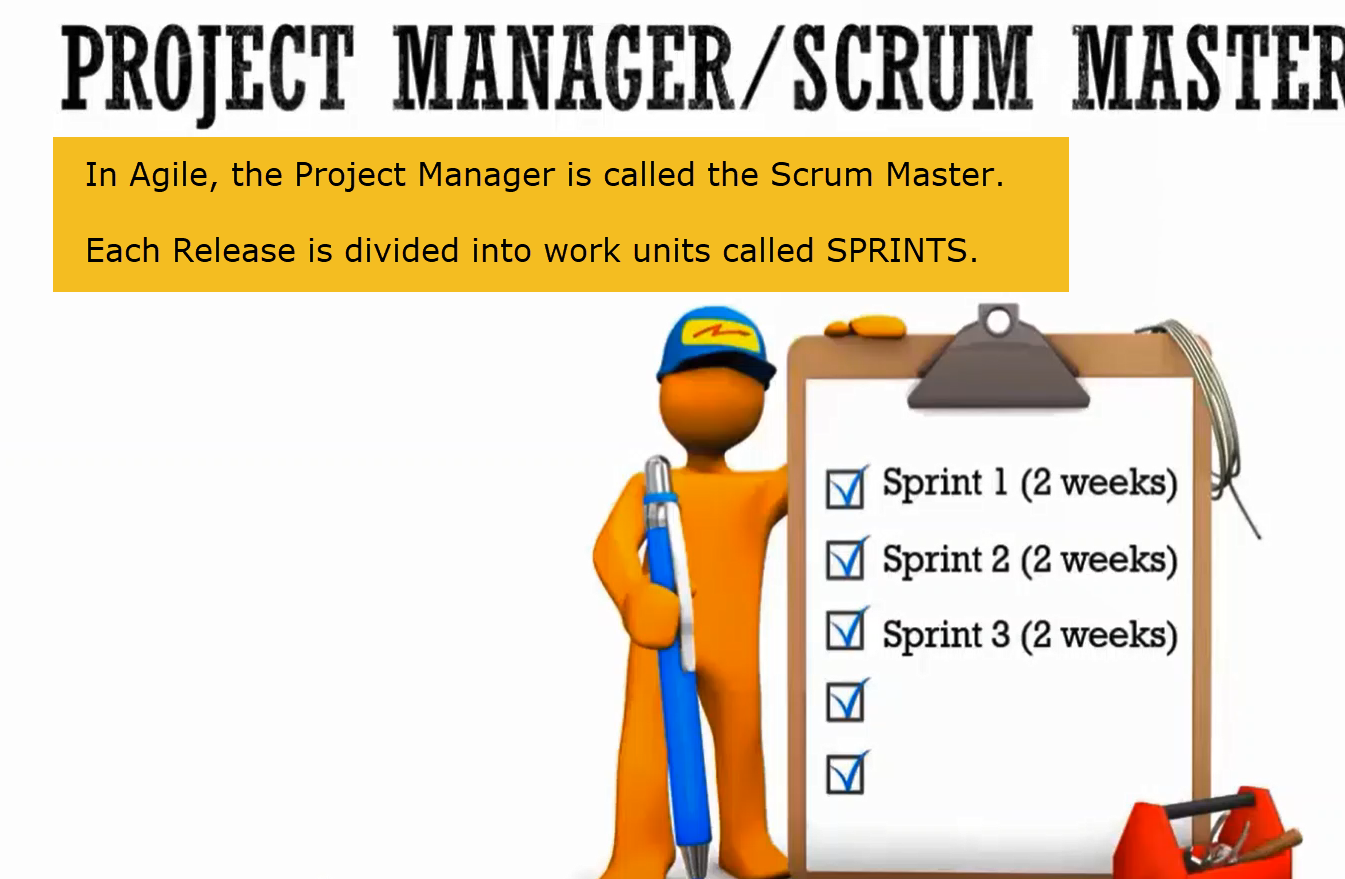 PROJECT MANAGER/SCRUM MASTER
In Agile, the Project Manager is called the Scrum Master.
Each Release is divided into work units called SPRINTS.
Sprint 1 (2 weeks)
Sprint 2 (2 weeks)
Sprint 3 (2 weeks)